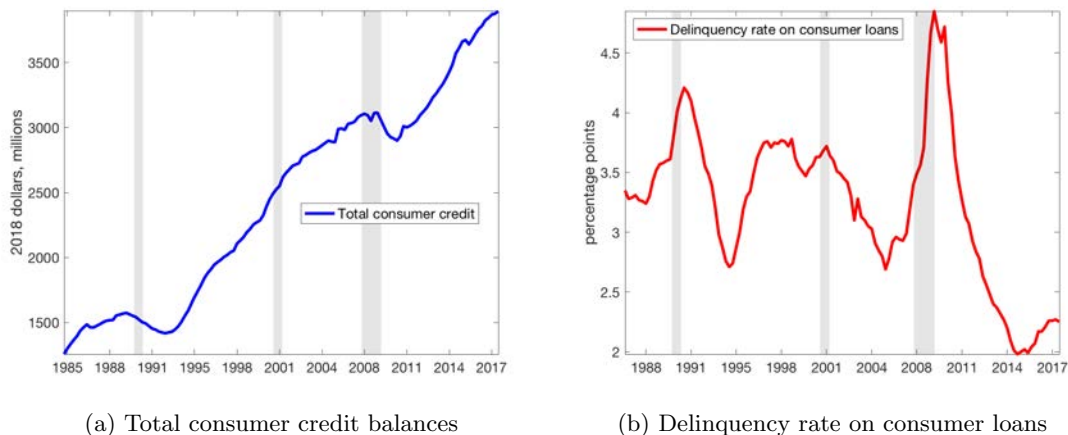 3500
3000
2500
2000
1500
2018 dollars, millions
Total consumer credit
1985 1988 1991 1994 1998 2001 2004 2008 2011 2014 2017
(a) Total consumer credit balances
Delinquency rate on consumer loans
4.5
4
3.5
3
2.5
2
percentage points
1988 1991 1995 1998 2001 2004 2008 2011 2014 2017
(b) Delinquency rate on consumer loans